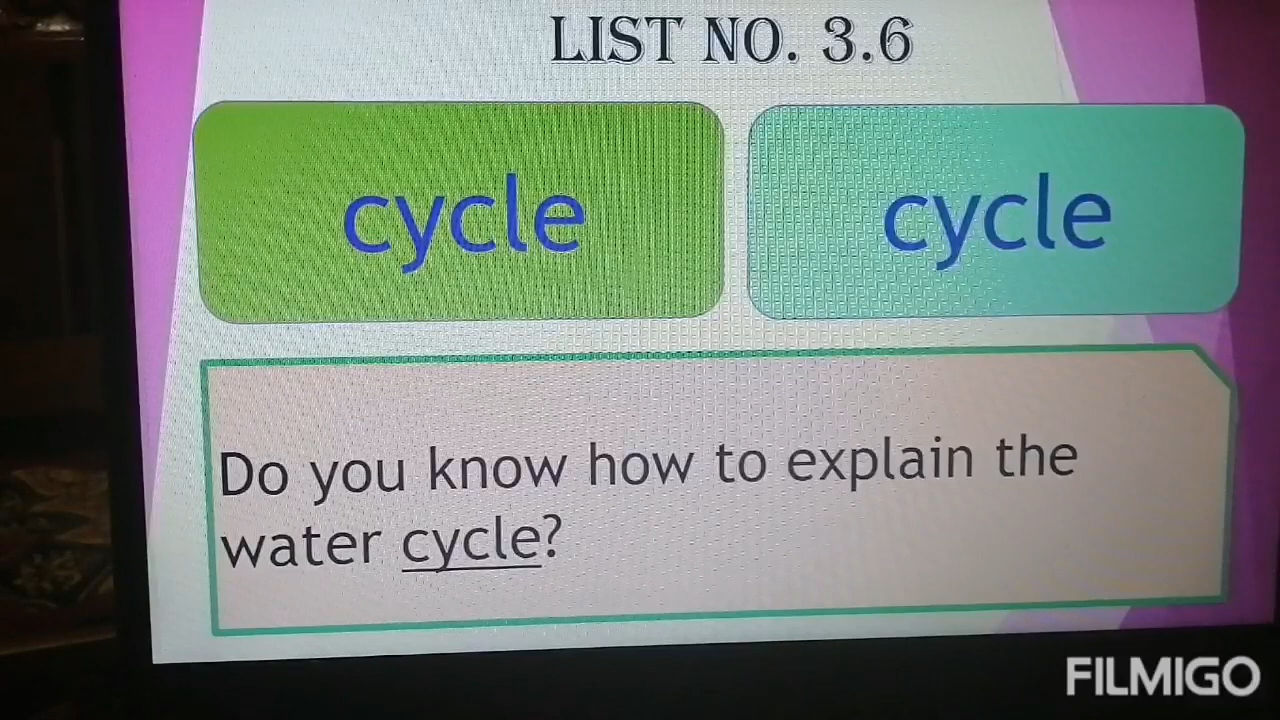 LIST NO. 3.6
cycle
cycle
Do you know how to explain the
water cycle?
FILMIGO